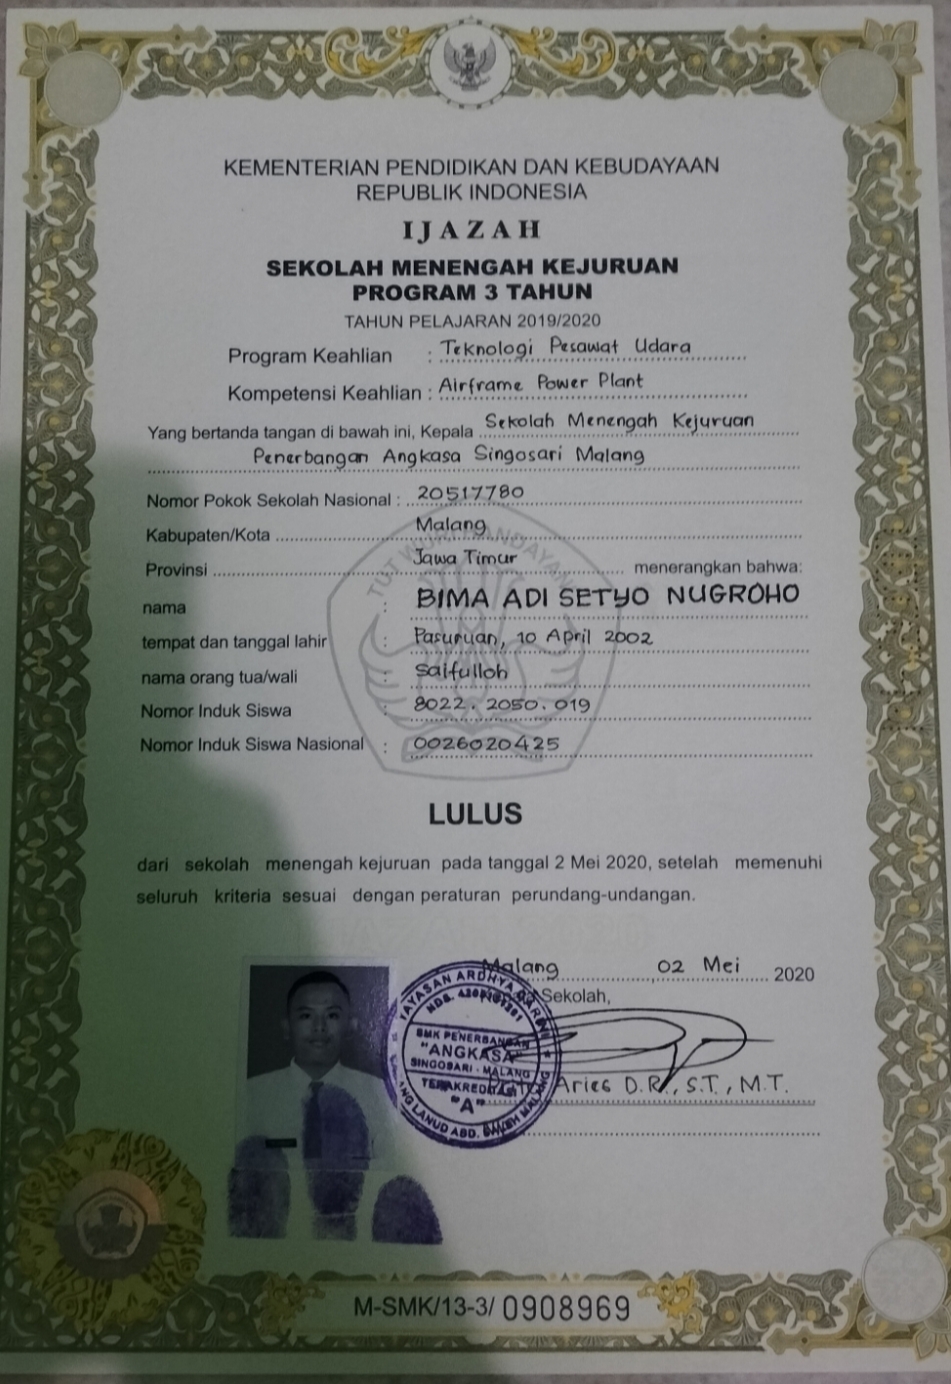 KEMENTERIAN PENDIDIKAN DAN KEBUDAYAAN
REPUBLIK INDONESIA
IJAZAH
SEKOLAH MENENGAH KEJURUAN
PROGRAM 3 TAHUN
TAHUN PELAJARAN 2019/2020
Program Keahlian : Teknologi Pesawat Udara
Kompetensi Keahlian : Airframe Power Plant
Yang bertanda tangan di bawah ini, Kepala Sekolah Menengah Kejuruan
Penerbangan Angkasa Singosari Malang
Nomor Pokok Sekolah Nasional : 20517780
Kabupaten/Kota Malang
Provinsi Jawa Timur menerangkan bahwa:
nama : BIMA ADI SETYO NUGROHO
tempat dan tanggal lahir : Pasuruan, 10 April 2002
nama orang tua/wali : Saifulloh
Nomor Induk Siswa : 8022.2050.019
Nomor Induk Siswa Nasional : 0026020425
TUT WURI HANDAYANI
LULUS
dari sekolah menengah kejuruan pada tanggal 2 Mei 2020, setelah memenuhi
seluruh kriteria sesuai dengan peraturan perundang-undangan.
Malang, 02 Mei 2020
Sekolah,
YAYASAN ARDHYA
SMK PENERBANGAN
"ANGKASA"
SINGOSARI - MALANG
TERAKREDITASI
"A"
LANUD ABD. SALEH MALANG
Aries D.R., S.T., M.T.
M-SMK/13-3/ 0908969